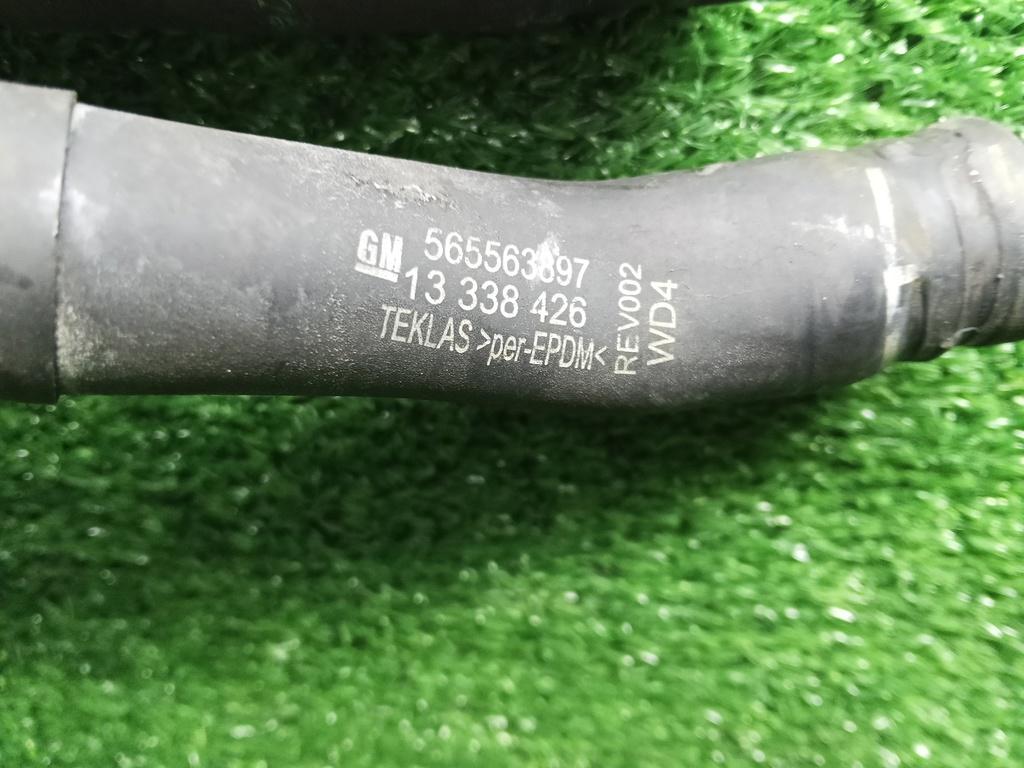 GM 565563897
13 338 426
TEKLAS >per-EPDM<
REV002
WD4